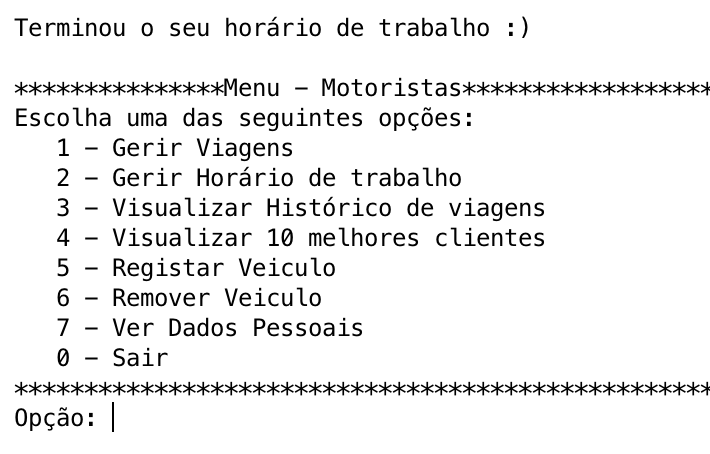 Terminou o seu horário de trabalho :)
***************Menu – Motoristas******************
Escolha uma das seguintes opções:
1 – Gerir Viagens
2 – Gerir Horário de trabalho
3 – Visualizar Histórico de viagens
4 – Visualizar 10 melhores clientes
5 – Registar Veiculo
6 – Remover Veiculo
7 – Ver Dados Pessoais
0 – Sair
**************************************************
Opção: